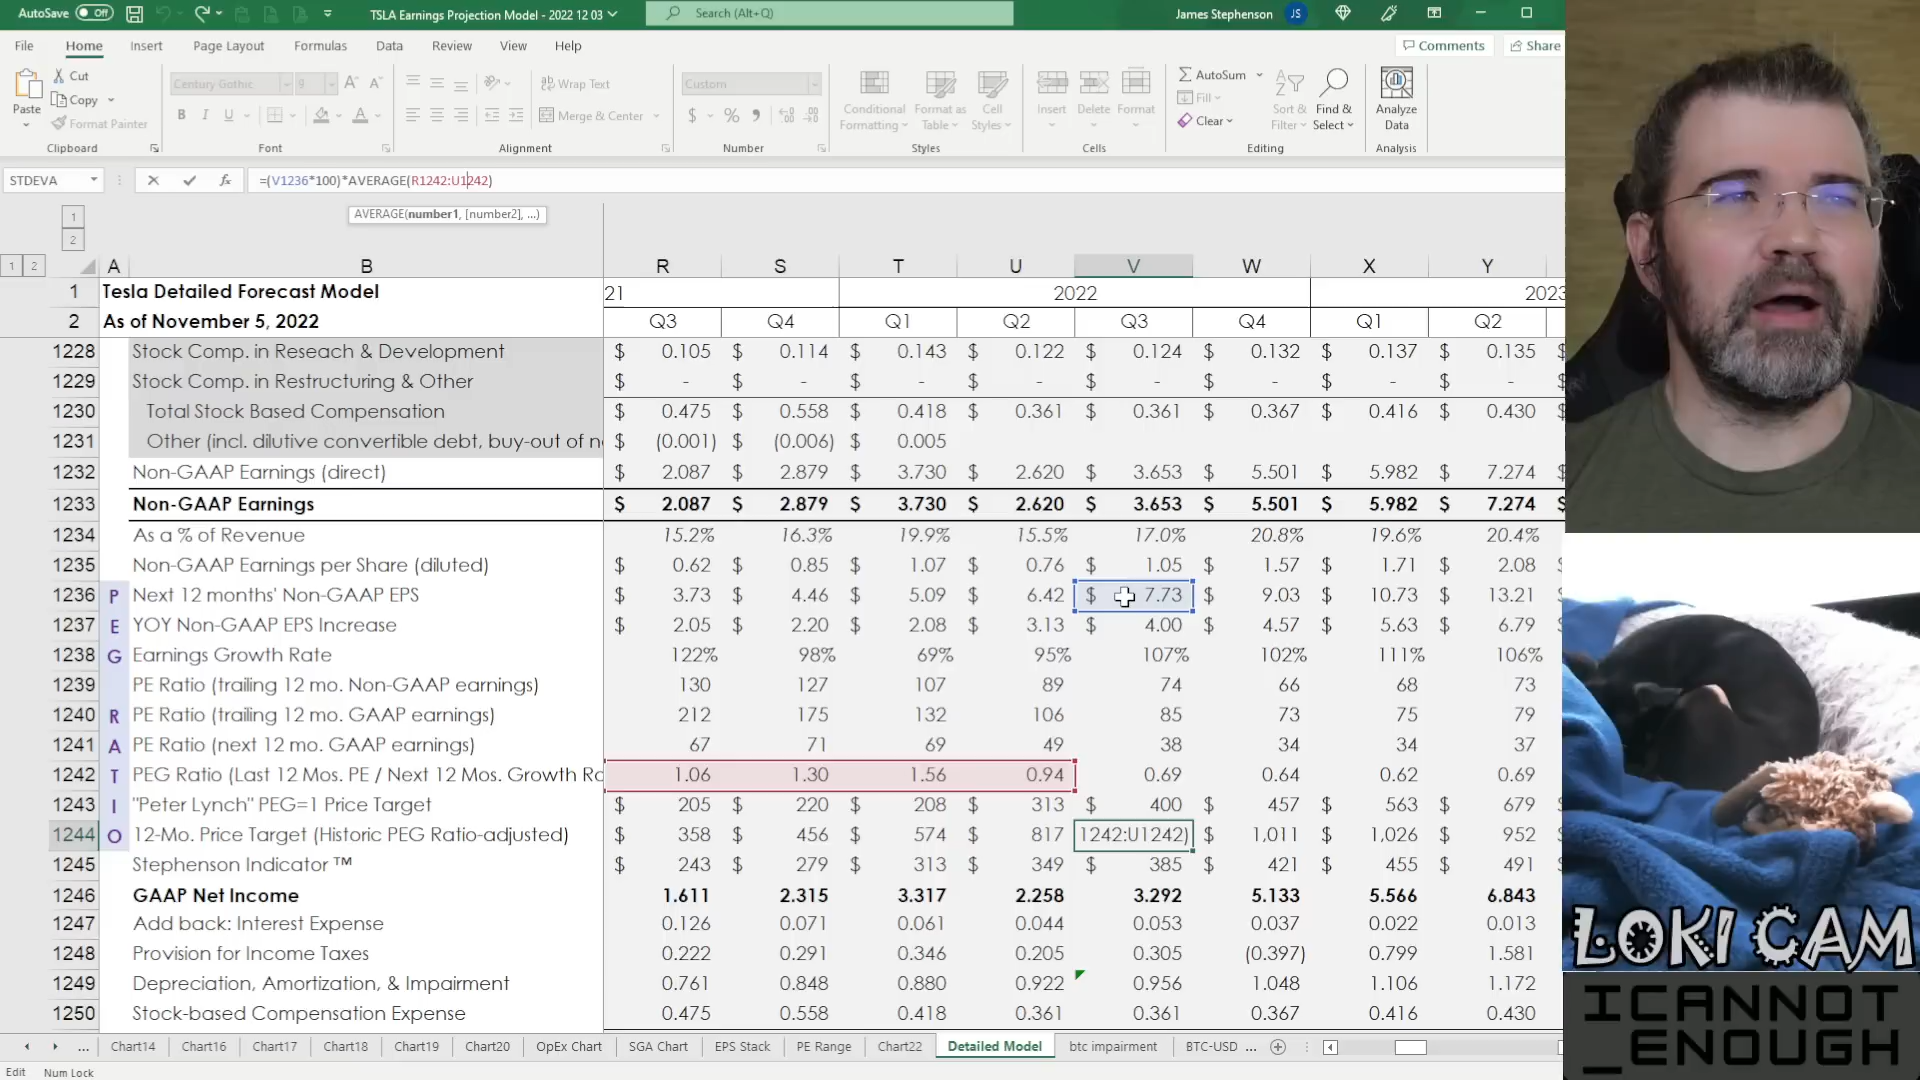 AutoSave Off TSLA Earnings Projection Model - 2022 12 03 Search (Alt+Q) James Stephenson JS
File Home Insert Page Layout Formulas Data Review View Help Comments Share
Paste Cut Copy Format Painter
Clipboard
Century Gothic 9
B I U
Font
Wrap Text
Merge & Center
Alignment
Custom
$ %
Number
Conditional Formatting Format as Table Cell Styles
Styles
Insert Delete Format
Cells
AutoSum Fill Clear Sort & Filter Find & Select
Editing
Analyze Data
Analysis
STDEVA fx =(V1236*100)*AVERAGE(R1242:U1242)
AVERAGE(number1, [number2], ...)
1
2
1 2 A B R S T U V W X Y
1 Tesla Detailed Forecast Model 21 2022 2023
2 As of November 5, 2022 Q3 Q4 Q1 Q2 Q3 Q4 Q1 Q2
1228 Stock Comp. in Reseach & Development $ 0.105 $ 0.114 $ 0.143 $ 0.122 $ 0.124 $ 0.132 $ 0.137 $ 0.135 $
1229 Stock Comp. in Restructuring & Other $ - $ - $ - $ - $ - $ - $ - $ - $
1230 Total Stock Based Compensation $ 0.475 $ 0.558 $ 0.418 $ 0.361 $ 0.361 $ 0.367 $ 0.416 $ 0.430 $
1231 Other (incl. dilutive convertible debt, buy-out of n $ (0.001) $ (0.006) $ 0.005
1232 Non-GAAP Earnings (direct) $ 2.087 $ 2.879 $ 3.730 $ 2.620 $ 3.653 $ 5.501 $ 5.982 $ 7.274 $
1233 Non-GAAP Earnings $ 2.087 $ 2.879 $ 3.730 $ 2.620 $ 3.653 $ 5.501 $ 5.982 $ 7.274 $
1234 As a % of Revenue 15.2% 16.3% 19.9% 15.5% 17.0% 20.8% 19.6% 20.4%
1235 Non-GAAP Earnings per Share (diluted) $ 0.62 $ 0.85 $ 1.07 $ 0.76 $ 1.05 $ 1.57 $ 1.71 $ 2.08 $
1236 P Next 12 months' Non-GAAP EPS $ 3.73 $ 4.46 $ 5.09 $ 6.42 $ 7.73 $ 9.03 $ 10.73 $ 13.21 $
1237 E YOY Non-GAAP EPS Increase $ 2.05 $ 2.20 $ 2.08 $ 3.13 $ 4.00 $ 4.57 $ 5.63 $ 6.79 $
1238 G Earnings Growth Rate 122% 98% 69% 95% 107% 102% 111% 106%
1239 PE Ratio (trailing 12 mo. Non-GAAP earnings) 130 127 107 89 74 66 68 73
1240 R PE Ratio (trailing 12 mo. GAAP earnings) 212 175 132 106 85 73 75 79
1241 A PE Ratio (next 12 mo. GAAP earnings) 67 71 69 49 38 34 34 37
1242 T PEG Ratio (Last 12 Mos. PE / Next 12 Mos. Growth Ra 1.06 1.30 1.56 0.94 0.69 0.64 0.62 0.69
1243 I "Peter Lynch" PEG=1 Price Target $ 205 $ 220 $ 208 $ 313 $ 400 $ 457 $ 563 $ 679 $
1244 O 12-Mo. Price Target (Historic PEG Ratio-adjusted) $ 358 $ 456 $ 574 $ 817 1242:U1242) $ 1,011 $ 1,026 $ 952 $
1245 Stephenson Indicator ™ $ 243 $ 279 $ 313 $ 349 $ 385 $ 421 $ 455 $ 491 $
1246 GAAP Net Income 1.611 2.315 3.317 2.258 3.292 5.133 5.566 6.843
1247 Add back: Interest Expense 0.126 0.071 0.061 0.044 0.053 0.037 0.022 0.013
1248 Provision for Income Taxes 0.222 0.291 0.346 0.205 0.305 (0.397) 0.799 1.581
1249 Depreciation, Amortization, & Impairment 0.761 0.848 0.880 0.922 0.956 1.048 1.106 1.172
1250 Stock-based Compensation Expense 0.475 0.558 0.418 0.361 0.361 0.367 0.416 0.430
... Chart14 Chart16 Chart17 Chart18 Chart19 Chart20 OpEx Chart SGA Chart EPS Stack PE Range Chart22 Detailed Model btc impairment BTC-USD ...
Edit Num Lock
LOKI CAM
ICANNOT
_ENOUGH